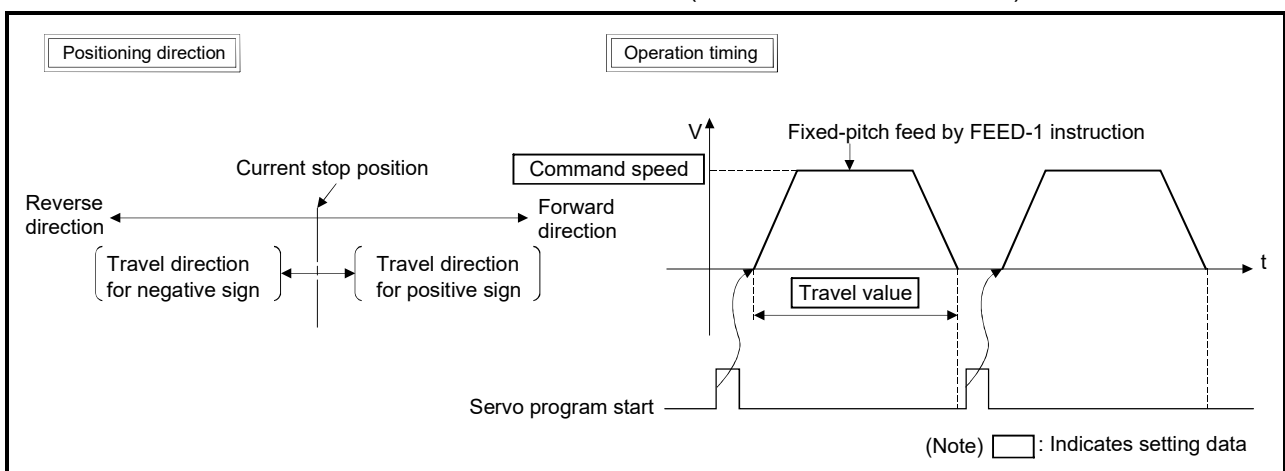 Positioning direction
Operation timing
Current stop position
Reverse
direction
Forward
direction
Travel direction
for negative sign
Travel direction
for positive sign
V
Fixed-pitch feed by FEED-1 instruction
Command speed
t
Travel value
Servo program start
(Note) : Indicates setting data